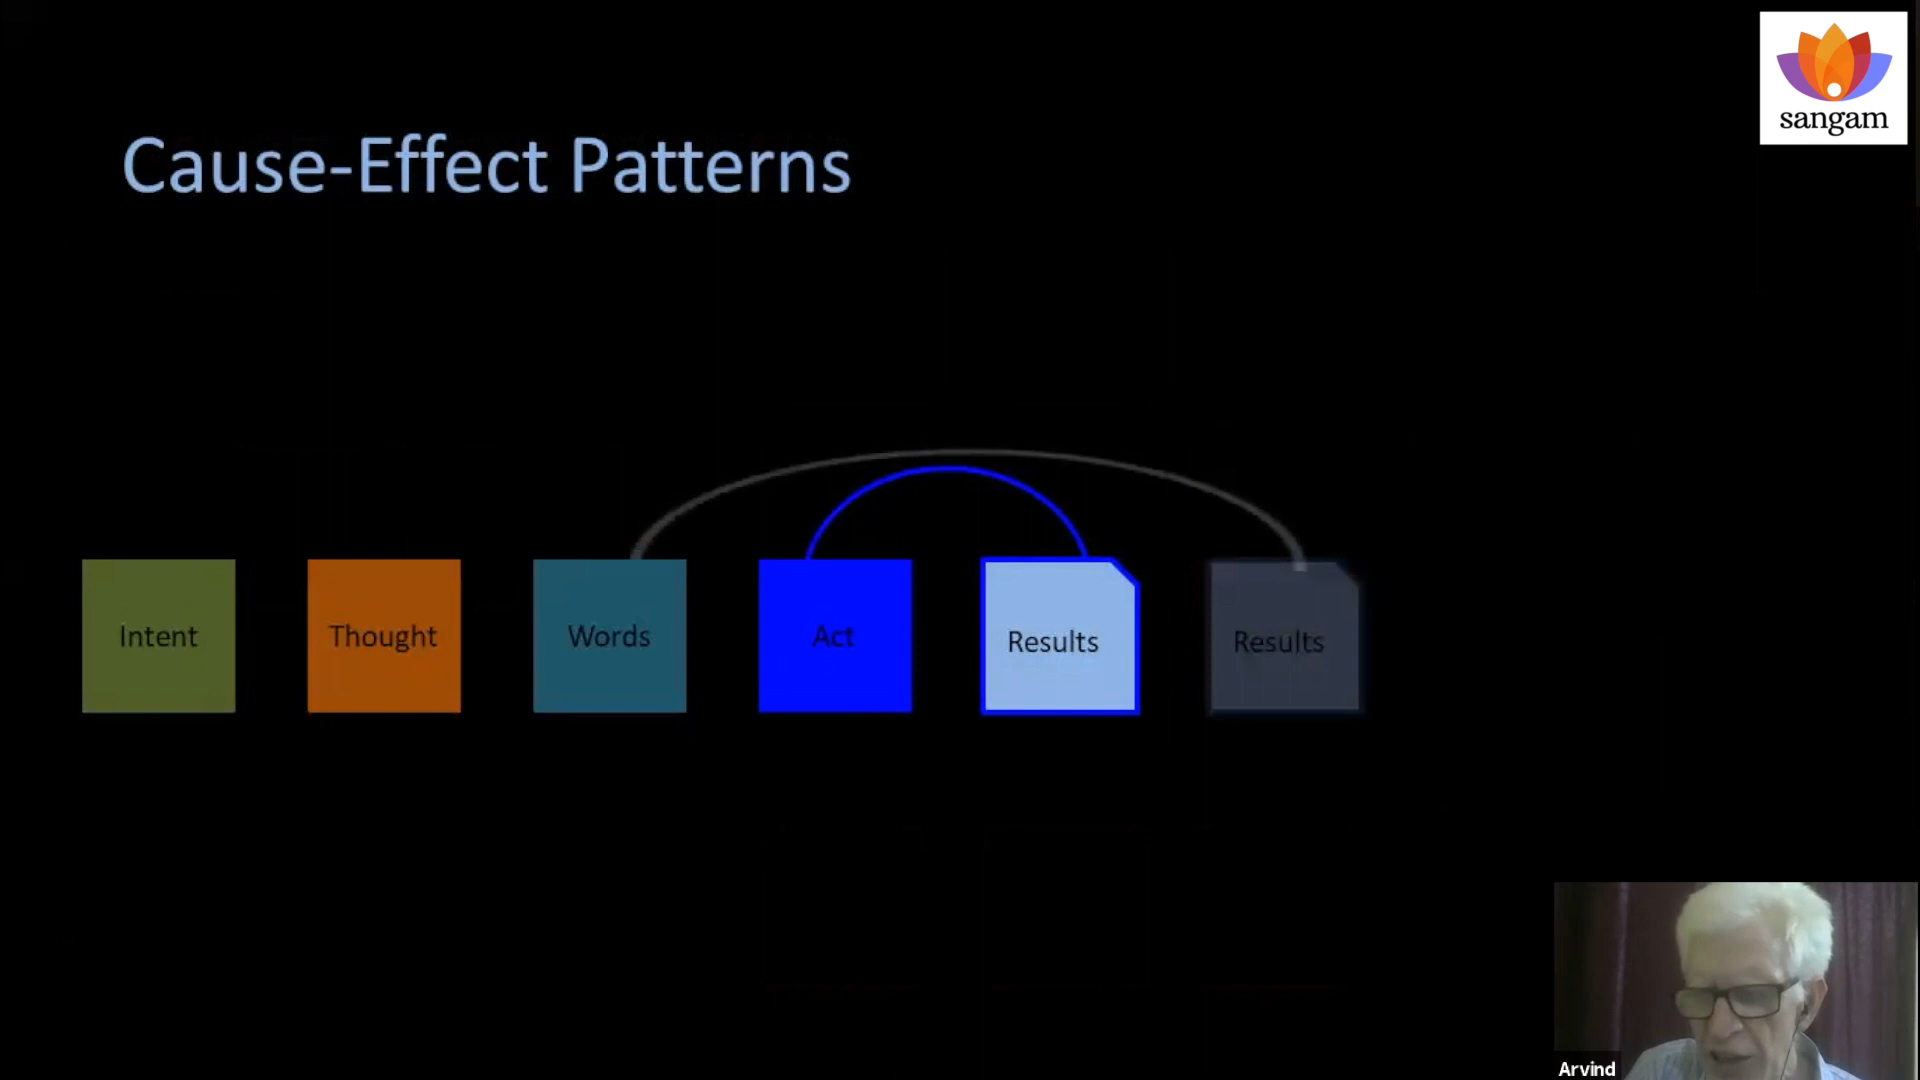 sangam
Cause-Effect Patterns
Intent
Thought
Words
Act
Results
Results
Arvind